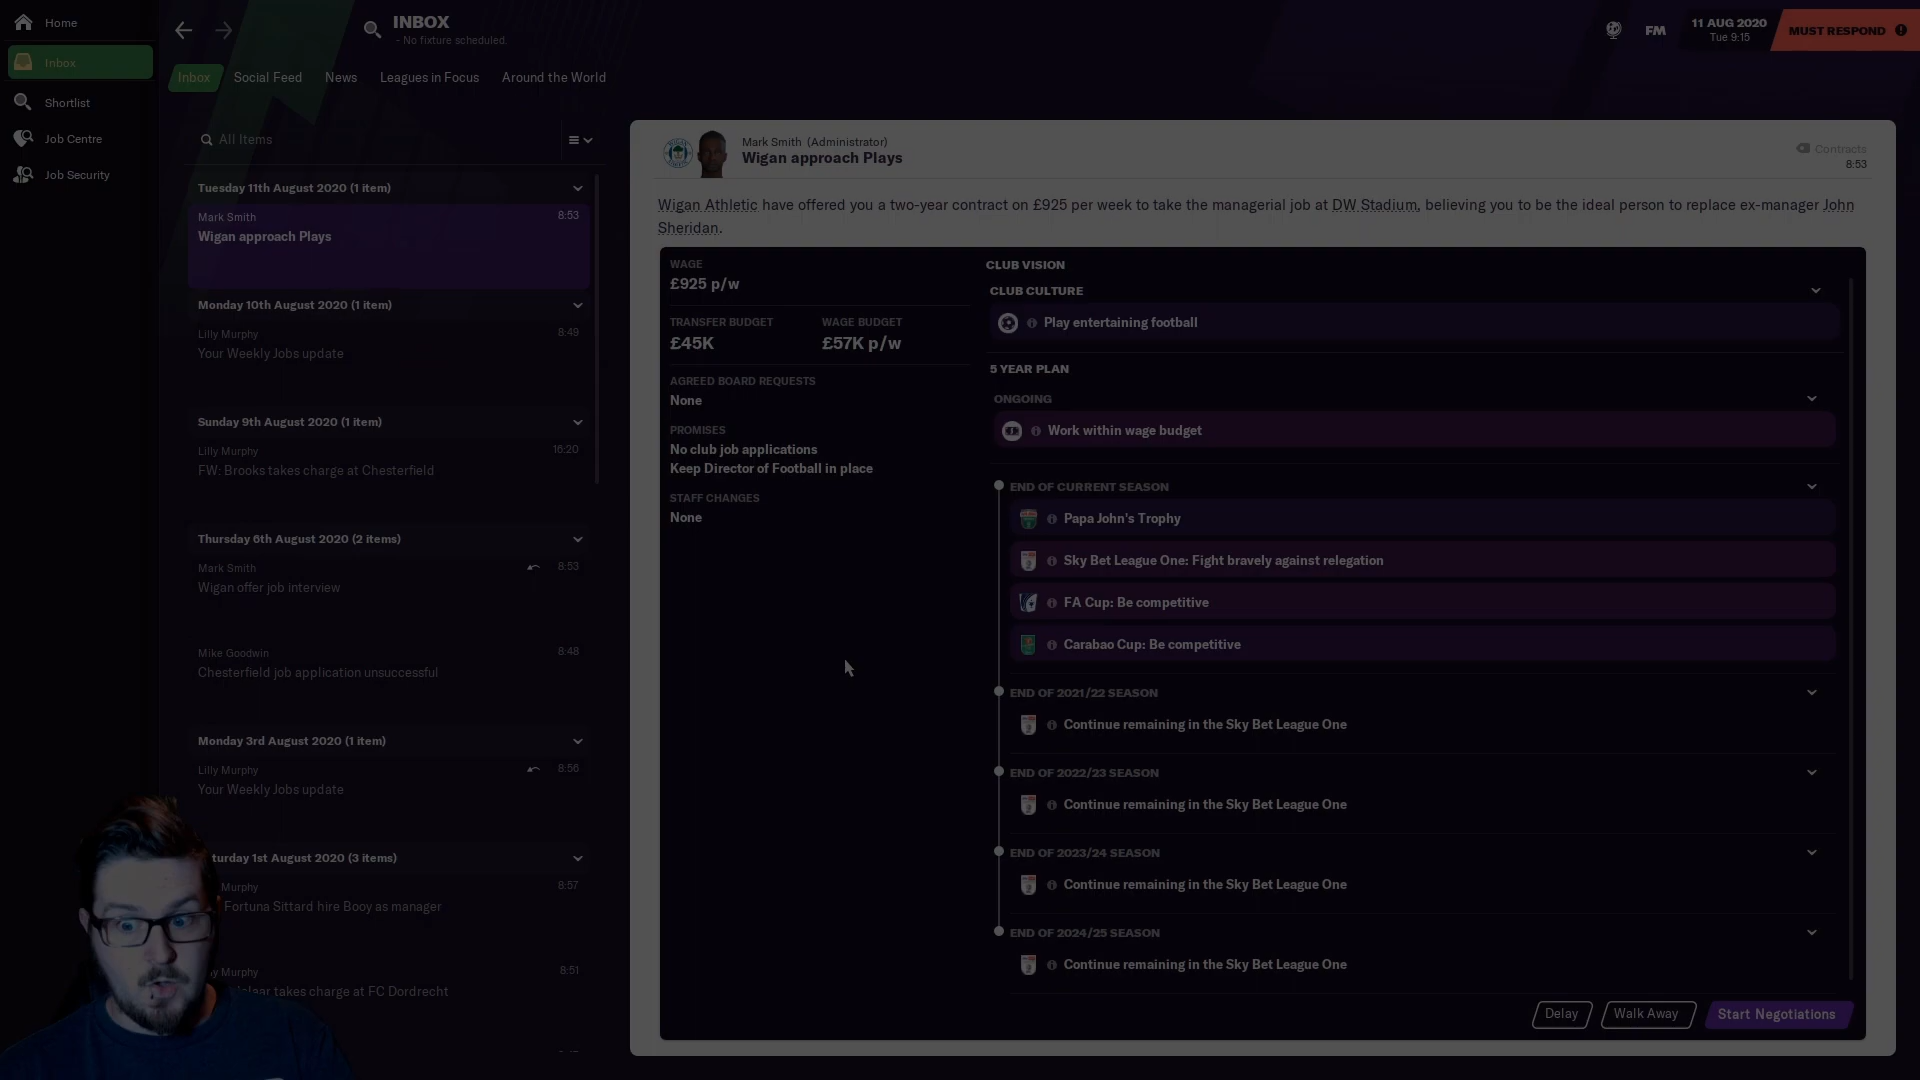 Home
Inbox
Shortlist
Job Centre
Job Security
INBOX
- No fixture scheduled.
FM
11 AUG 2020
Tue 9:15
MUST RESPOND
Inbox
Social Feed
News
Leagues in Focus
Around the World
All Items
Tuesday 11th August 2020 (1 item)
Mark Smith
8:53
Wigan approach Plays
Monday 10th August 2020 (1 item)
Lilly Murphy
8:49
Your Weekly Jobs update
Sunday 9th August 2020 (1 item)
Lilly Murphy
16:20
FW: Brooks takes charge at Chesterfield
Thursday 6th August 2020 (2 items)
Mark Smith
8:53
Wigan offer job interview
Mike Goodwin
8:48
Chesterfield job application unsuccessful
Monday 3rd August 2020 (1 item)
Lilly Murphy
8:56
Your Weekly Jobs update
turday 1st August 2020 (3 items)
Murphy
8:57
Fortuna Sittard hire Booy as manager
y Murphy
8:51
takes charge at FC Dordrecht
Mark Smith (Administrator)
Wigan approach Plays
Contracts
8:53
Wigan Athletic have offered you a two-year contract on £925 per week to take the managerial job at DW Stadium, believing you to be the ideal person to replace ex-manager John
Sheridan.
WAGE
£925 p/w
TRANSFER BUDGET
WAGE BUDGET
£45K
£57K p/w
AGREED BOARD REQUESTS
None
PROMISES
No club job applications
Keep Director of Football in place
STAFF CHANGES
None
CLUB VISION
CLUB CULTURE
Play entertaining football
5 YEAR PLAN
ONGOING
Work within wage budget
END OF CURRENT SEASON
Papa John's Trophy
Sky Bet League One: Fight bravely against relegation
FA Cup: Be competitive
Carabao Cup: Be competitive
END OF 2021/22 SEASON
Continue remaining in the Sky Bet League One
END OF 2022/23 SEASON
Continue remaining in the Sky Bet League One
END OF 2023/24 SEASON
Continue remaining in the Sky Bet League One
END OF 2024/25 SEASON
Continue remaining in the Sky Bet League One
Delay
Walk Away
Start Negotiations